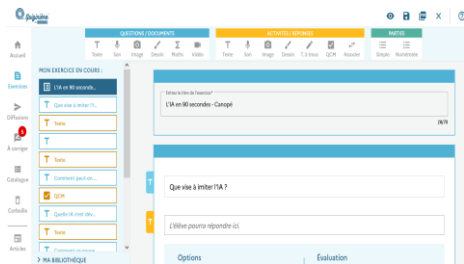 QUESTIONS / DOCUMENTS
ACTIVITÉS / RÉPONSES
PARTIES
Texte Son Image Dessin Maths Vidéo
Texte Son Image Dessin T. à trous QCM Associer
Simple Numérotée
Accueil
Exercices
Diffusions
À corriger
Catalogue
Corbeille
Articles
MON EXERCICE EN COURS :
L'IA en 90 seconde...
Que vise à imiter l'I...
Texte
Texte
Comment peut-on ...
QCM
Quelle IA s'est dév...
Texte
MA BIBLIOTHÈQUE
Entrez le titre de l'exercice*
L'IA en 90 secondes - Canopé
Que vise à imiter l'IA ?
L'élève pourra répondre ici.
Options
Évaluation